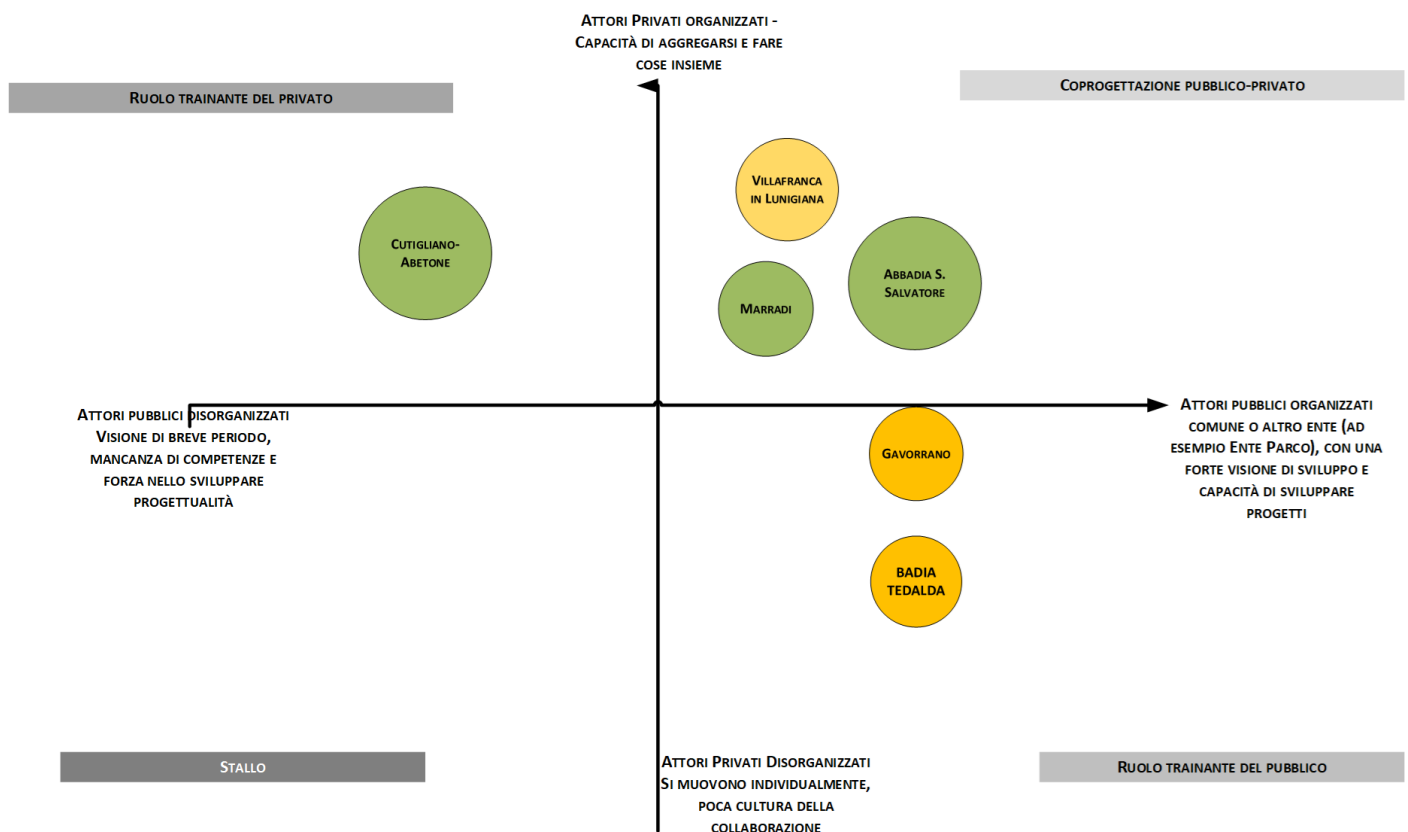 Attori Privati organizzati -
Capacità di aggregarsi e fare
cose insieme
Ruolo trainante del privato
Coprogettazione pubblico-privato
Villafranca
in Lunigiana
Cutigliano-
Abetone
Abbadia S.
Salvatore
Marradi
Attori pubblici disorganizzati
Visione di breve periodo,
mancanza di competenze e
forza nello sviluppare
progettualità
Attori pubblici organizzati
comune o altro ente (ad
esempio Ente Parco), con una
forte visione di sviluppo e
capacità di sviluppare
progetti
Gavorrano
BADIA
TEDALDA
Stallo
Attori Privati Disorganizzati
Si muovono individualmente,
poca cultura della
collaborazione
Ruolo trainante del pubblico